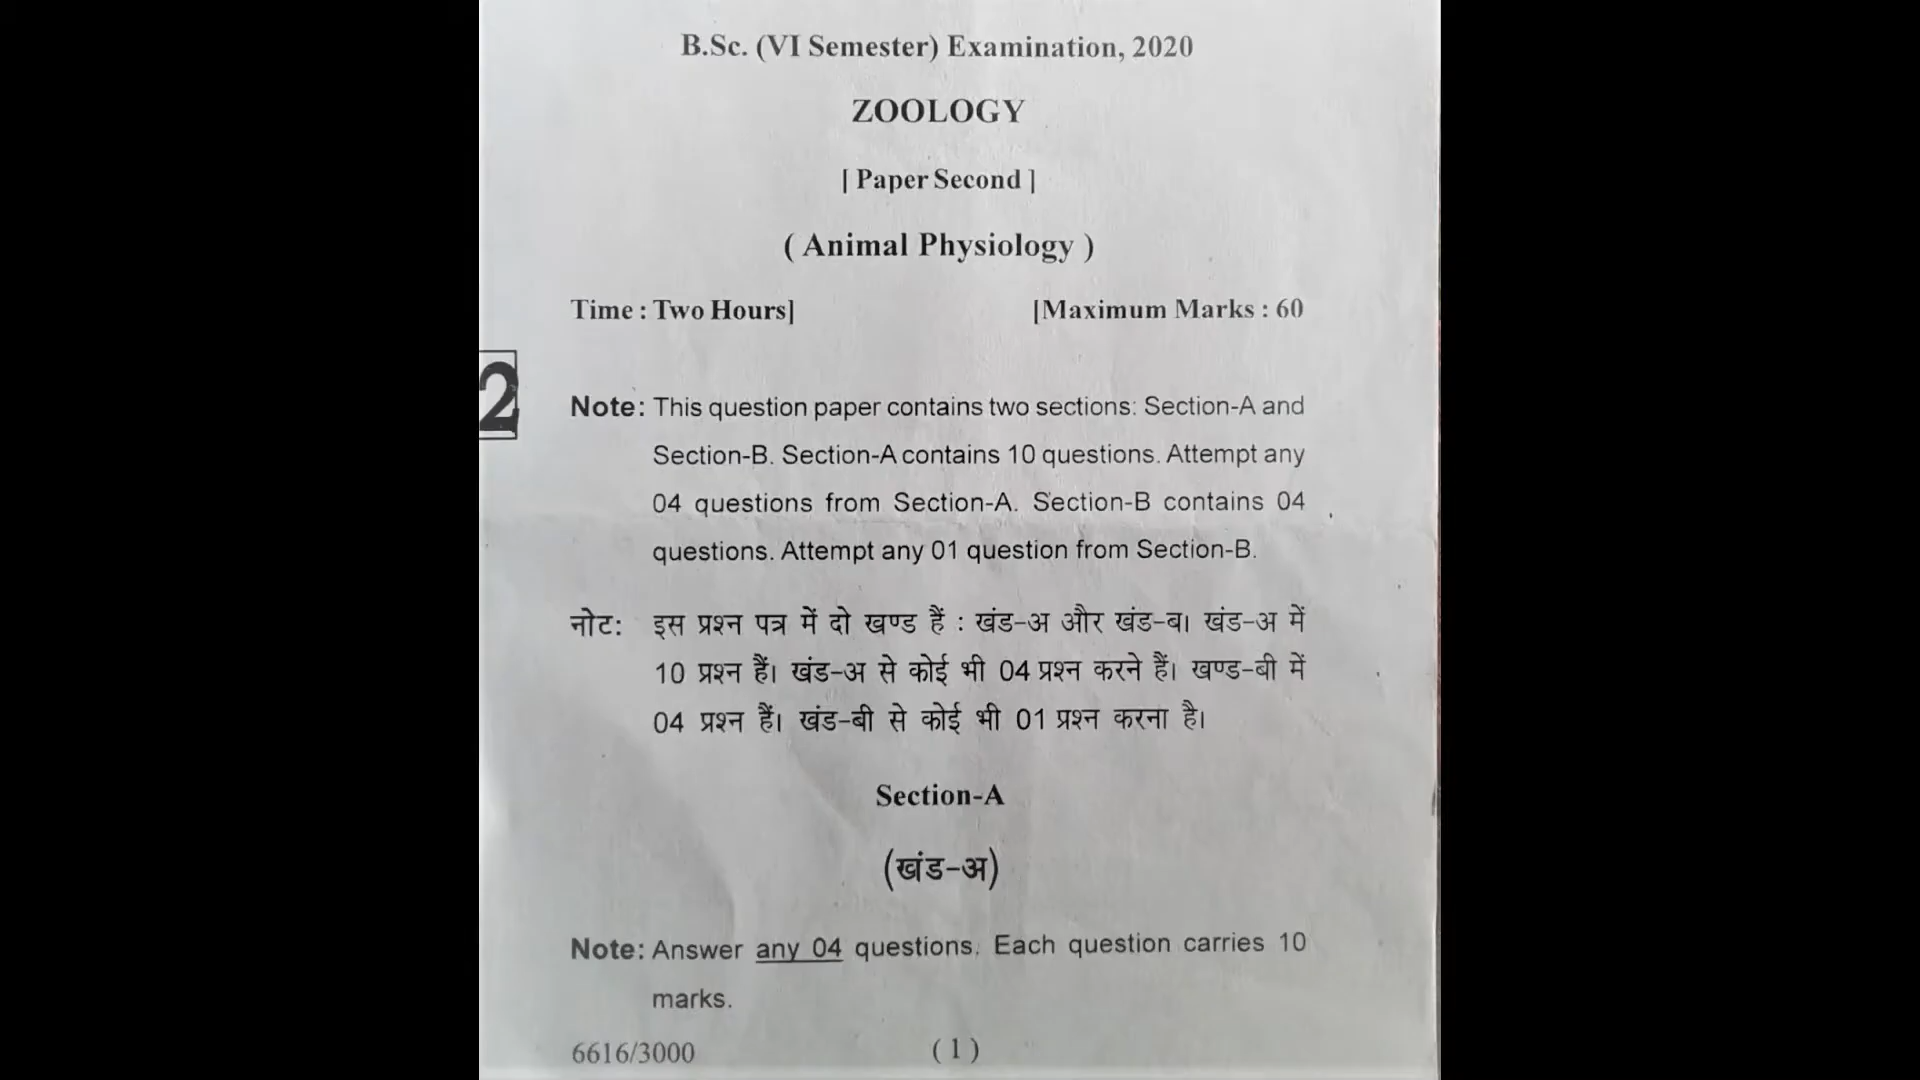 B.Sc. (VI Semester) Examination, 2020
ZOOLOGY
[ Paper Second ]
( Animal Physiology )
Time : Two Hours] [Maximum Marks : 60
2
Note: This question paper contains two sections: Section-A and
Section-B. Section-A contains 10 questions. Attempt any
04 questions from Section-A. Section-B contains 04
questions. Attempt any 01 question from Section-B.
नोट: इस प्रश्न पत्र में दो खण्ड हैं : खंड-अ और खंड-ब। खंड-अ में
10 प्रश्न हैं। खंड-अ से कोई भी 04 प्रश्न करने हैं। खण्ड-बी में
04 प्रश्न हैं। खंड-बी से कोई भी 01 प्रश्न करना है।
Section-A
(खंड-अ)
Note: Answer any 04 questions. Each question carries 10
marks.
6616/3000 ( 1 )